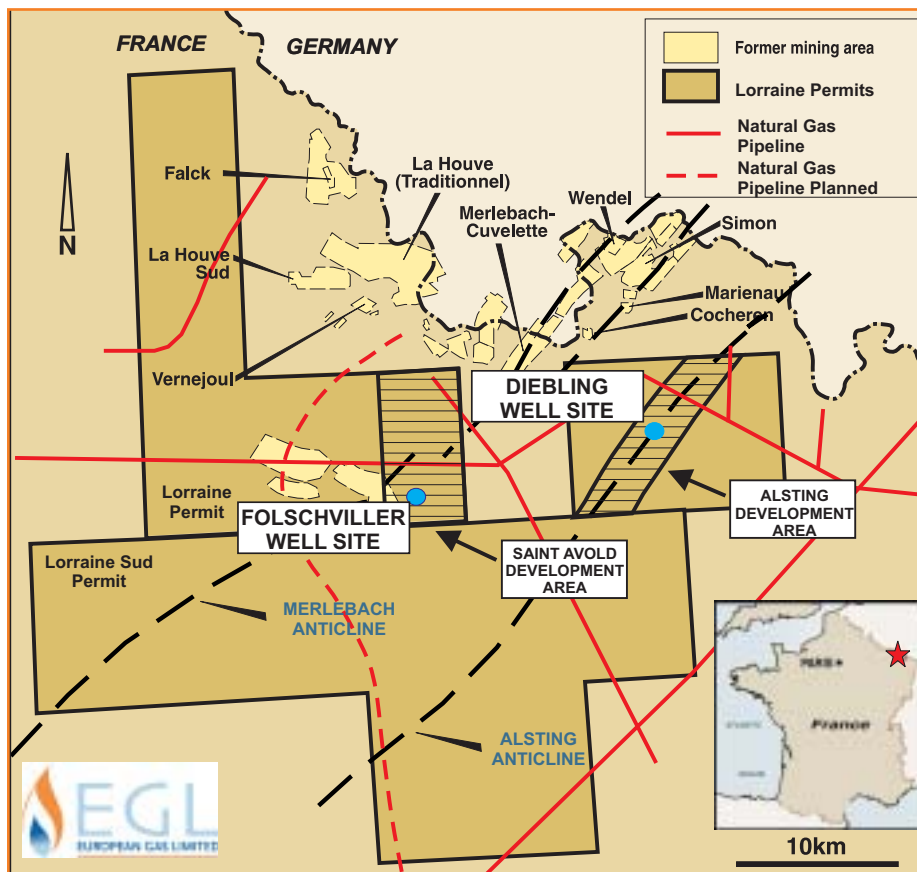 FRANCE
GERMANY
Former mining area
Lorraine Permits
Natural Gas
Pipeline
Natural Gas
Pipeline Planned
N
Falck
La Houve
(Traditionnel)
Merlebach-
Cuvelette
Wendel
Simon
La Houve
Sud
Marienau
Cocheren
Vernejoul
DIEBLING
WELL SITE
Lorraine
Permit
FOLSCHVILLER
WELL SITE
ALSTING
DEVELOPMENT
AREA
SAINT AVOLD
DEVELOPMENT
AREA
Lorraine Sud
Permit
MERLEBACH
ANTICLINE
ALSTING
ANTICLINE
PARIS
France
EGL
EUROPEAN GAS LIMITED
10km